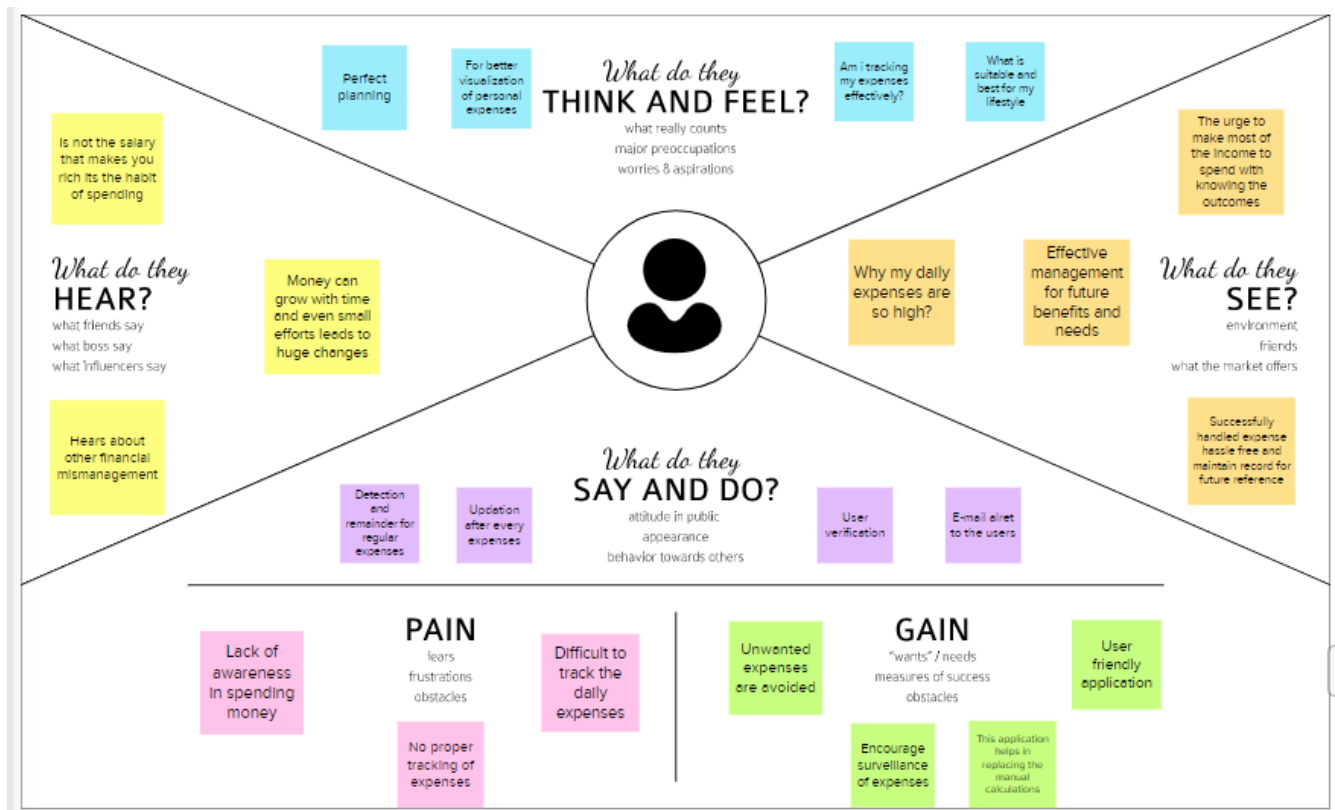 What do they
THINK AND FEEL?
what really counts
major preoccupations
worries & aspirations
Perfect
planning
For better
visualization
of personal
expenses
Am i tracking
my expenses
effectively?
What is
suitable and
best for my
lifestyle
What do they
HEAR?
what friends say
what boss say
what influencers say
Is not the salary
that makes you
rich its the habit
of spending
Money can
grow with time
and even small
efforts leads to
huge changes
Hears about
other financial
mismanagement
What do they
SEE?
environment
friends
what the market offers
The urge to
make most of
the income to
spend with
knowing the
outcomes
Why my daily
expenses are
so high?
Effective
management
for future
benefits and
needs
Successfully
handled expense
hassle free and
maintain record for
future reference
What do they
SAY AND DO?
attitude in public
appearance
behavior towards others
Detection
and
remainder for
regular
expenses
Updation
after every
expenses
User
verification
E-mail alret
to the users
PAIN
fears
frustrations
obstacles
Lack of
awareness
in spending
money
No proper
tracking of
expenses
Difficult to
track the
daily
expenses
GAIN
"wants" / needs
measures of success
obstacles
Unwanted
expenses
are avoided
Encourage
surveillance
of expenses
This application
helps in
replacing the
manual
calculations
User
friendly
application